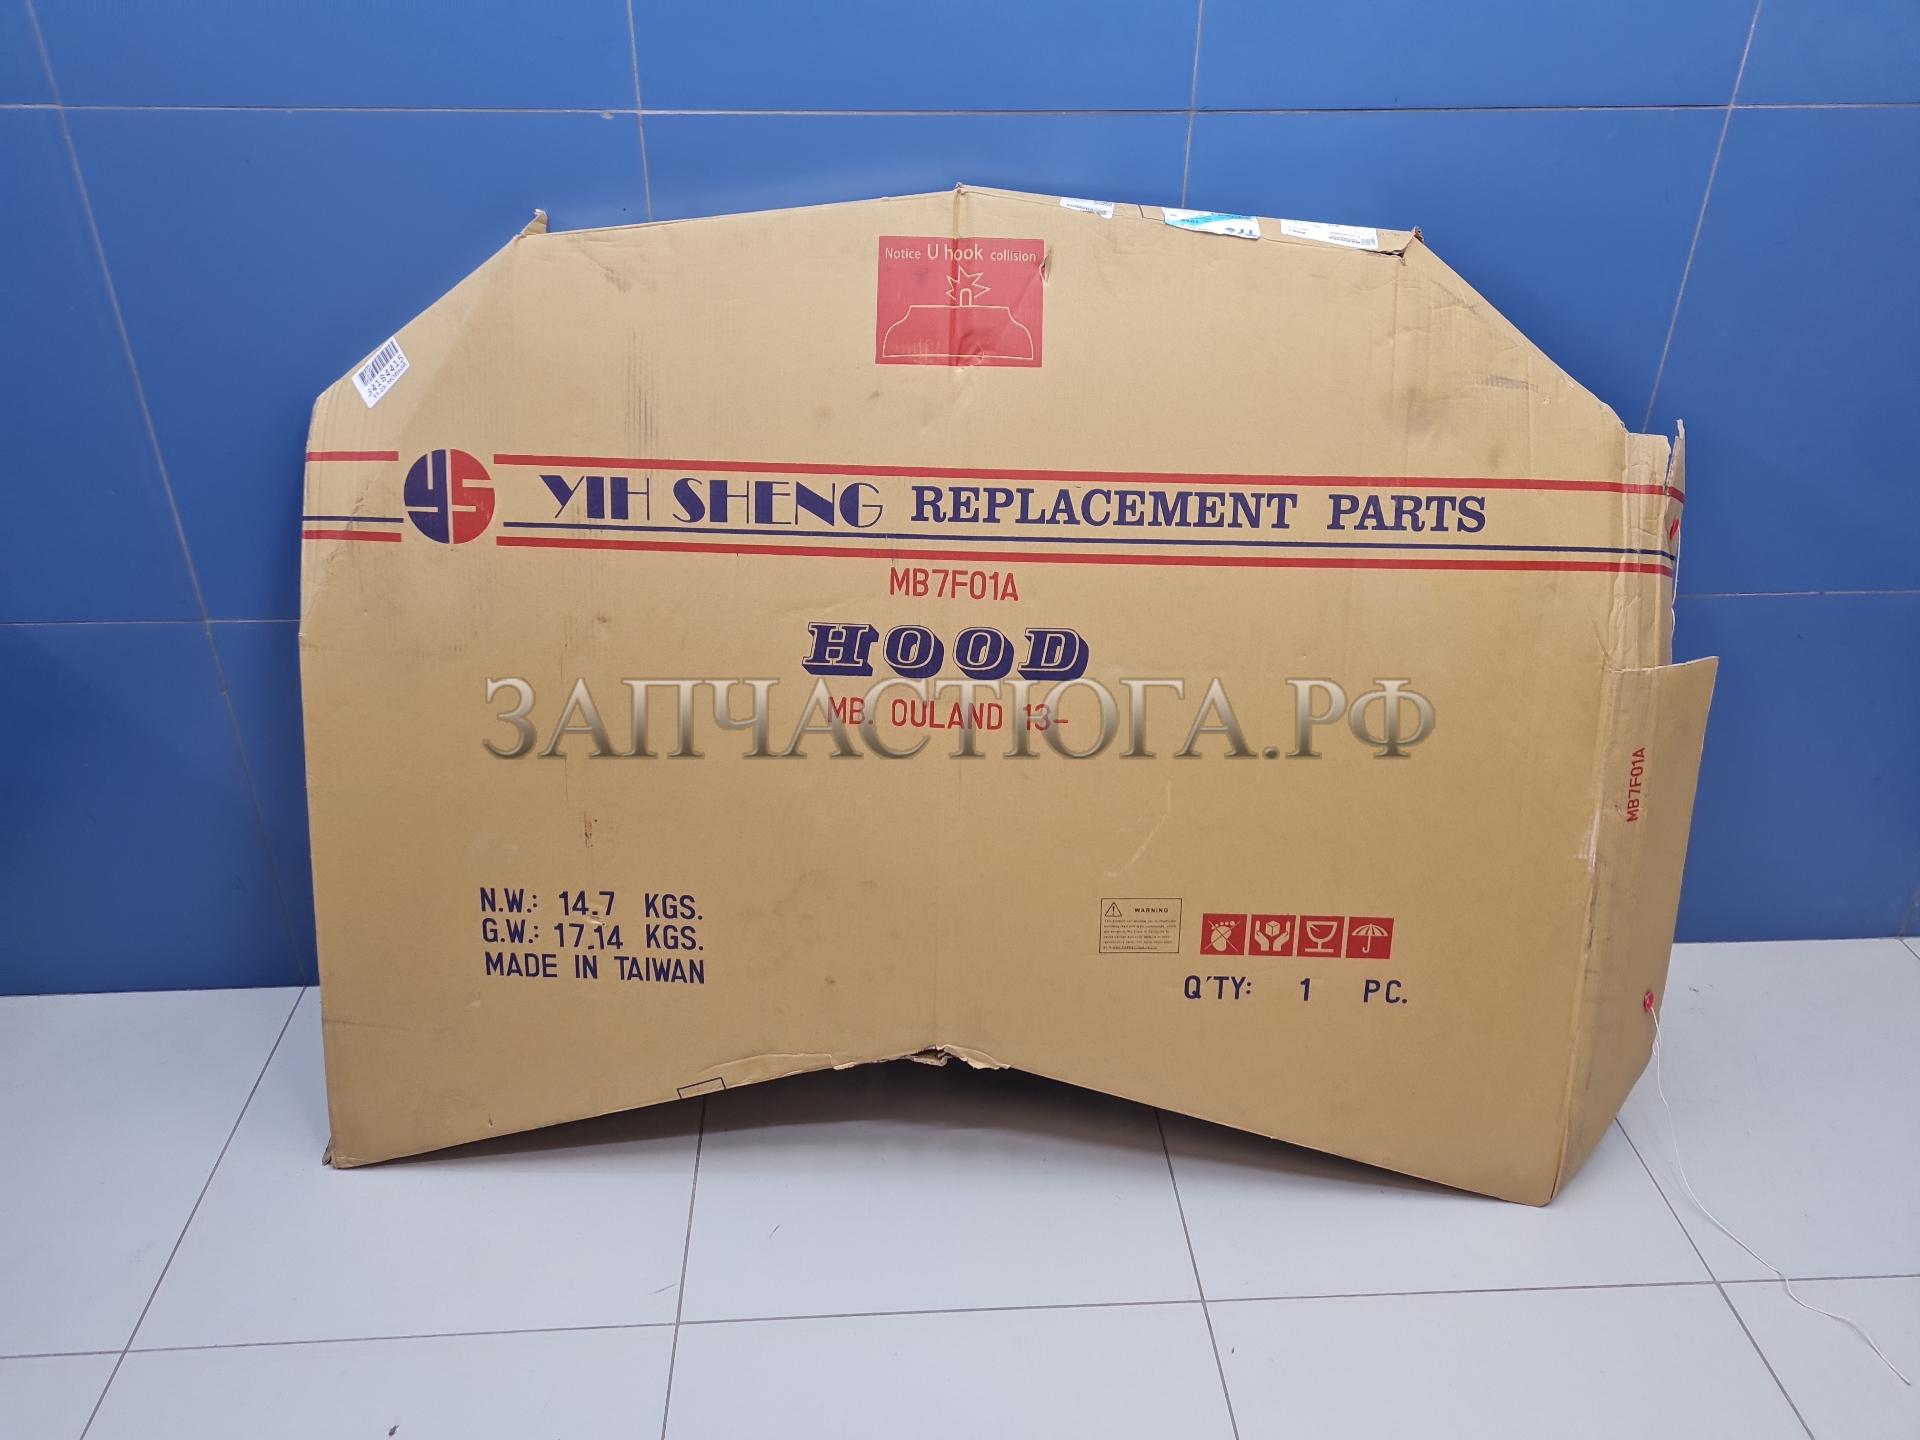 Notice U hook collision
34184415
YS YIH SHENG REPLACEMENT PARTS
MB7F01A
HOOD
MB. OULAND 13-
ЗАПЧАСТЮГА.РФ
MB7F01A
N.W.: 14.7 KGS.
G.W.: 17.14 KGS.
MADE IN TAIWAN
WARNING
Q'TY: 1 PC.